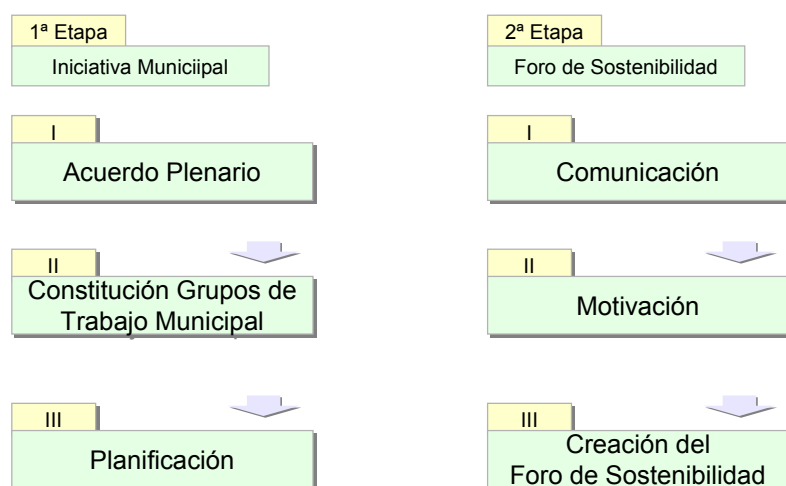 1ª Etapa
Iniciativa Municiipal
I
Acuerdo Plenario
II
Constitución Grupos de
Trabajo Municipal
III
Planificación
2ª Etapa
Foro de Sostenibilidad
I
Comunicación
II
Motivación
III
Creación del
Foro de Sostenibilidad